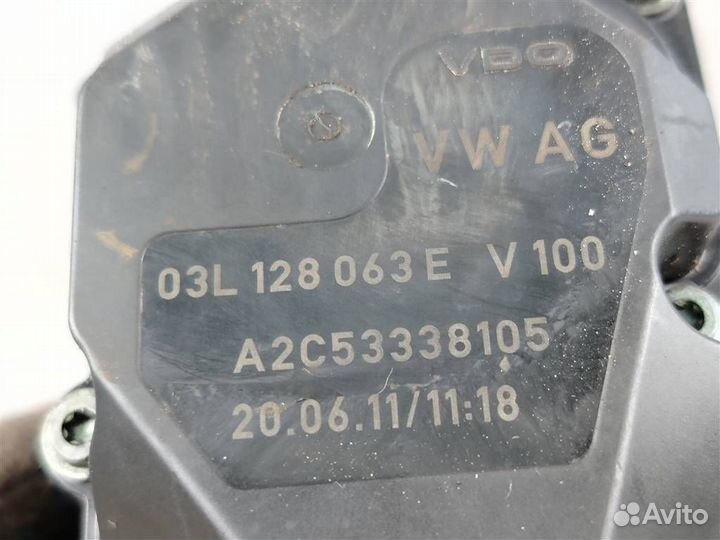 VDO
VW AG
03L 128 063 E V 100
A2C53338105
20.06.11/11:18
Avito